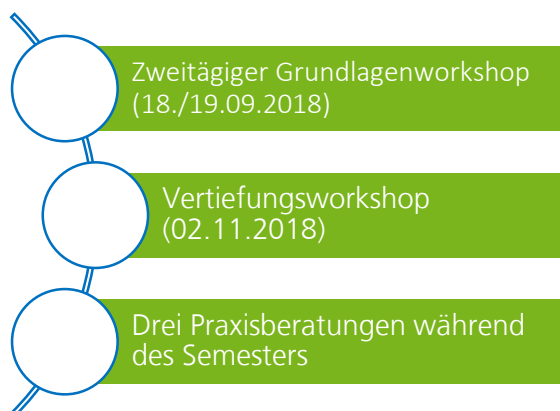 Zweitägiger Grundlagenworkshop
(18./19.09.2018)
Vertiefungsworkshop
(02.11.2018)
Drei Praxisberatungen während
des Semesters